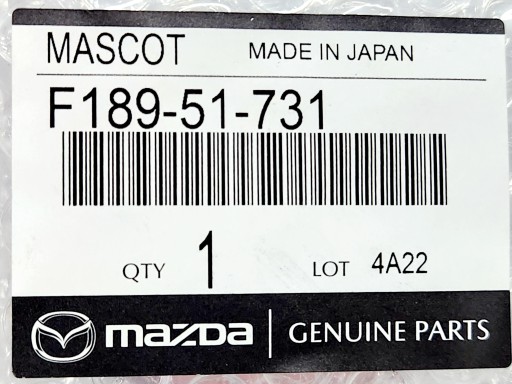 MASCOT MADE IN JAPAN
F189-51-731
QTY 1 LOT 4A22
mazda GENUINE PARTS